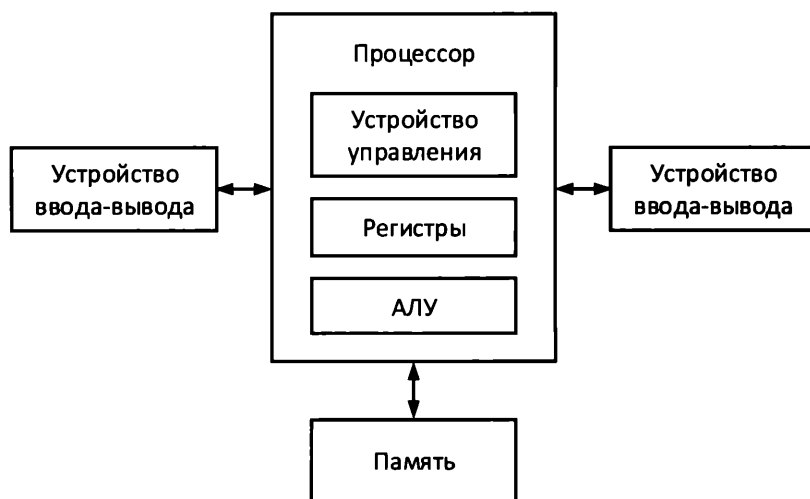 Процессор
Устройство
управления
Устройство
ввода-вывода
Регистры
Устройство
ввода-вывода
АЛУ
Память